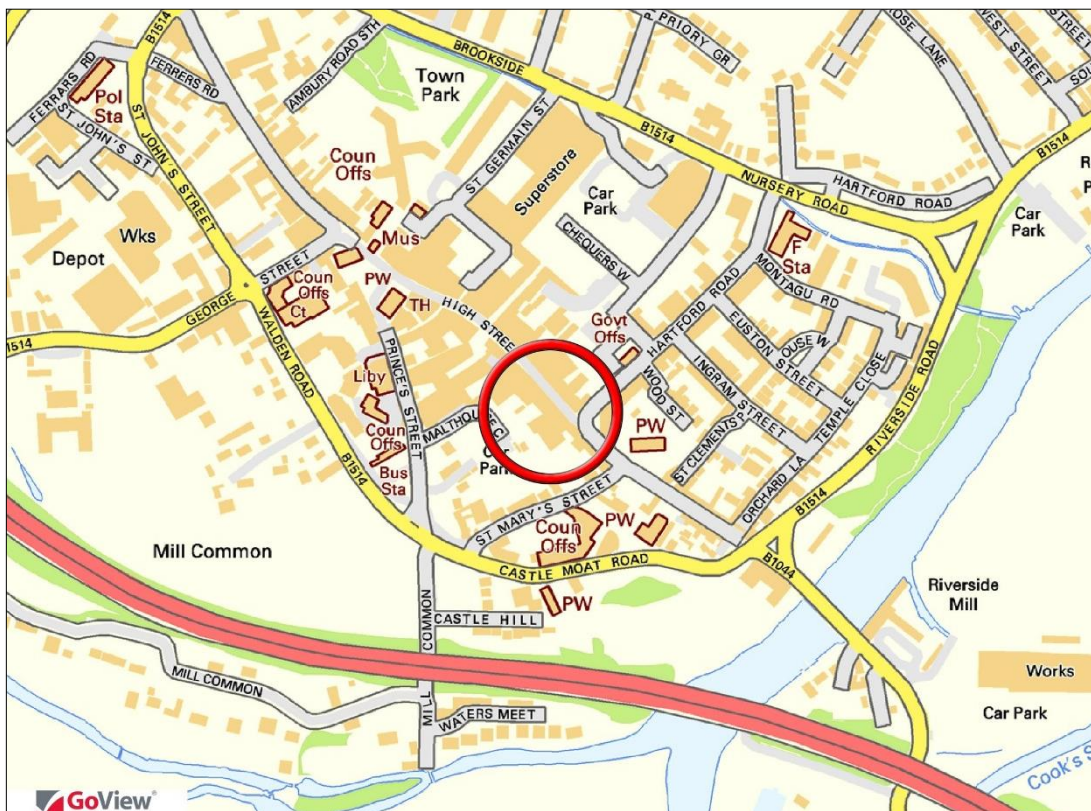 B1514
FERRARS RD
FERRERS RD
Pol
Sta
ST JOHN'S ST
ST JOHN'S STREET
AMBURY ROAD STH
Town
Park
BROOKSIDE
PRIORY GR
ROSE LANE
WEST STREET
B1514
B1514
Coun
Offs
ST GERMAIN ST
Superstore
Car
Park
NURSERY ROAD
HARTFORD ROAD
Car
Park
Depot
Wks
Mus
CHEQUERS W
F
Sta
GEORGE
STREET
Coun
Offs
Ct
PW
TH
HIGH STREET
Govt
Offs
HARTFORD ROAD
MONTAGU RD
EUSTON STREET
OUSE W
1514
WALDEN ROAD
PRINCE'S STREET
Liby
Coun
Offs
Bus
Sta
MALTHOUSE C
Car
Park
WOOD ST
INGRAM STREET
TEMPLE CLOSE
RIVERSIDE ROAD
PW
ST CLEMENTS P
ORCHARD LA
B1514
B1514
ST MARY'S STREET
Coun
Offs
PW
CASTLE MOAT ROAD
B1044
Mill Common
PW
Riverside
Mill
CASTLE HILL
MILL COMMON
MILL COMMON
WATERS MEET
Works
Car Park
Cook's S
GoView®